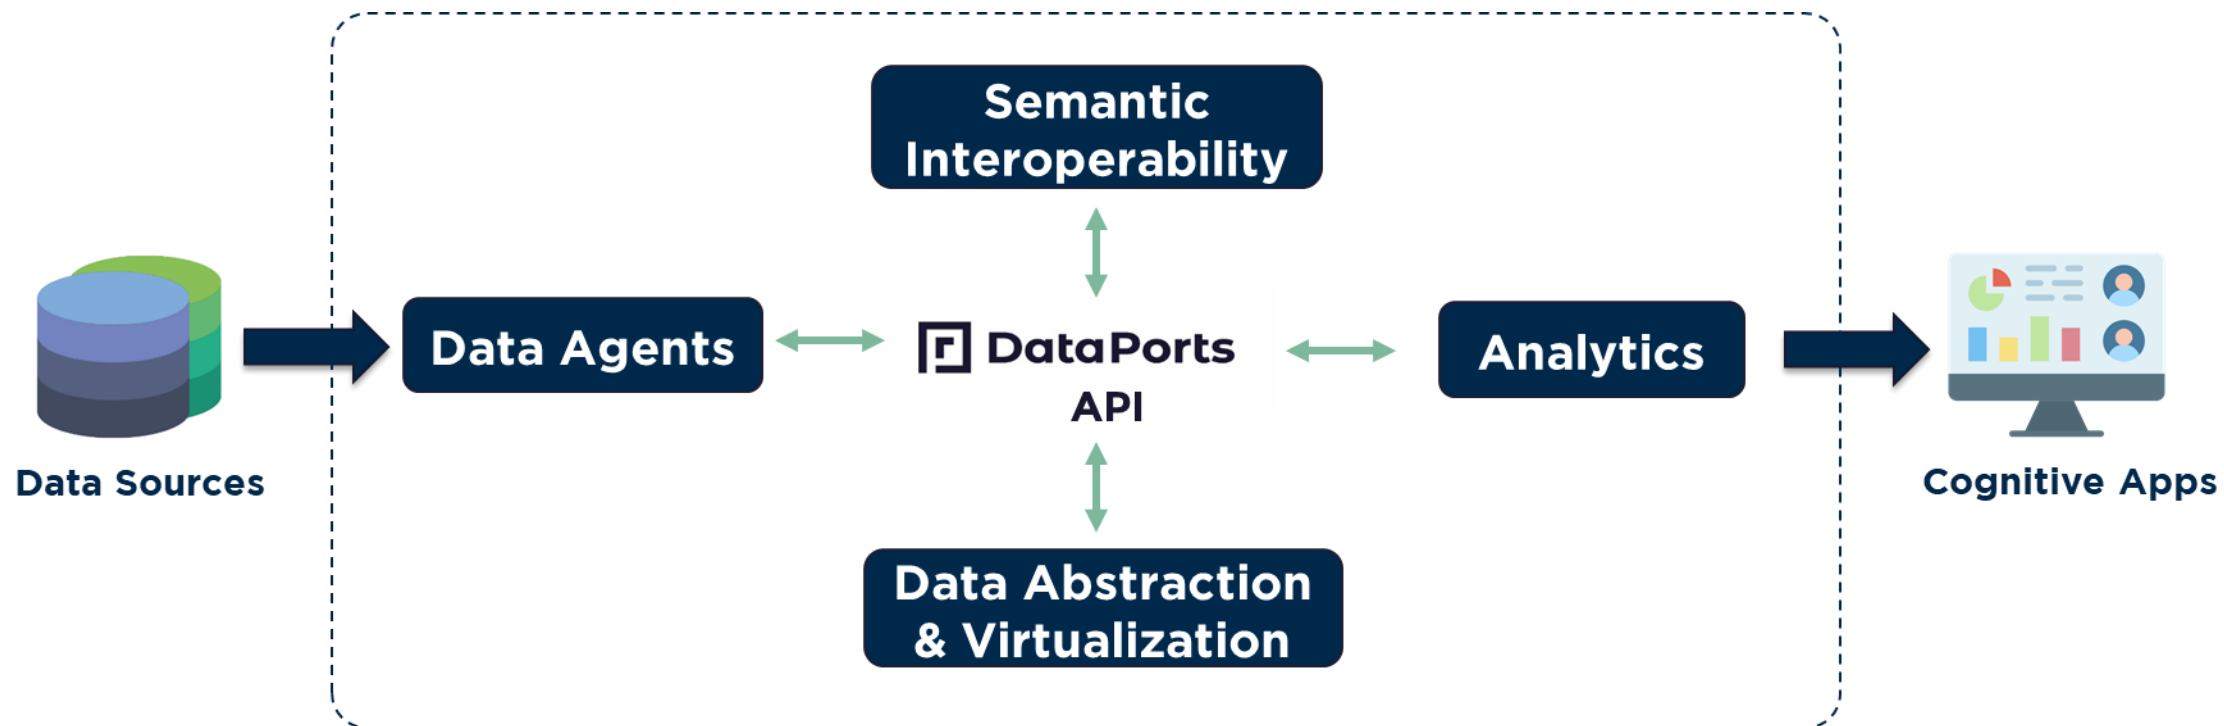 Semantic
Interoperability
Data Sources
Data Agents
DataPorts
API
Analytics
Cognitive Apps
Data Abstraction
& Virtualization